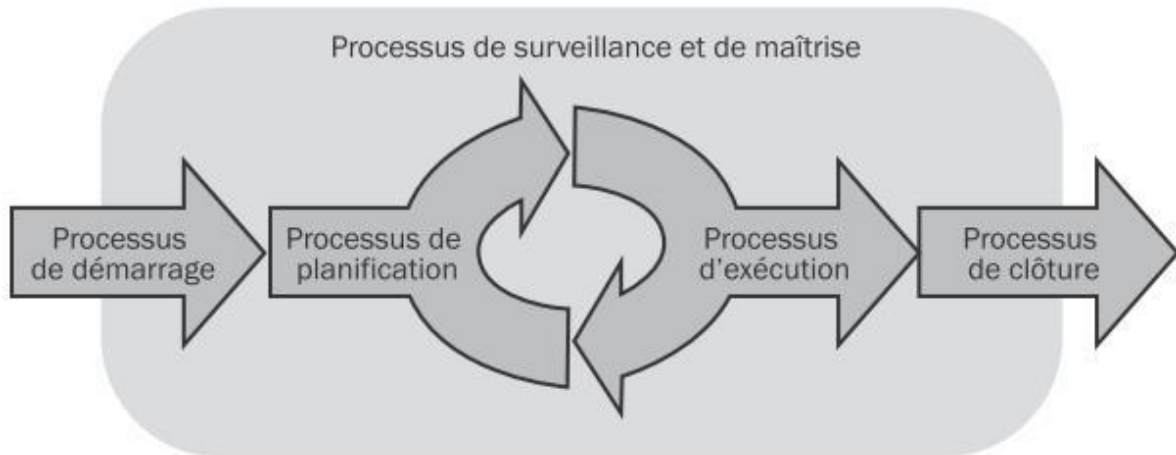 Processus de surveillance et de maîtrise
Processus
de démarrage
Processus de
planification
Processus
d'exécution
Processus
de clôture